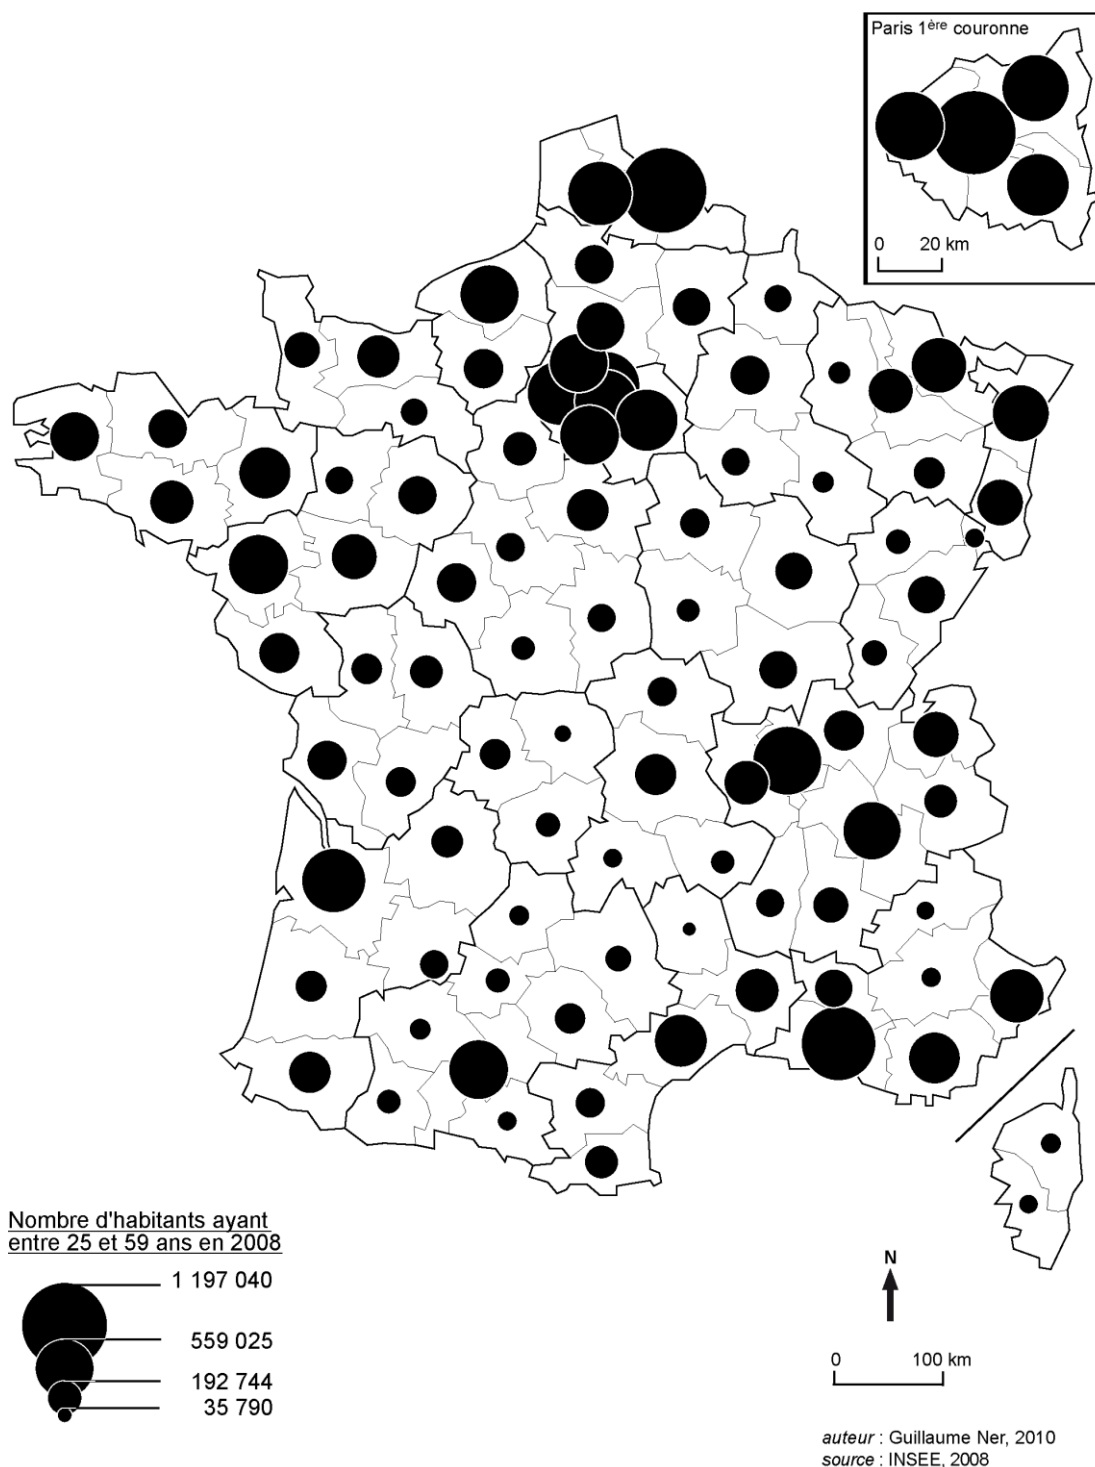 Paris 1ère couronne
0 20 km
Nombre d'habitants ayant
entre 25 et 59 ans en 2008
1 197 040
559 025
192 744
35 790
N
0 100 km
auteur : Guillaume Ner, 2010
source : INSEE, 2008